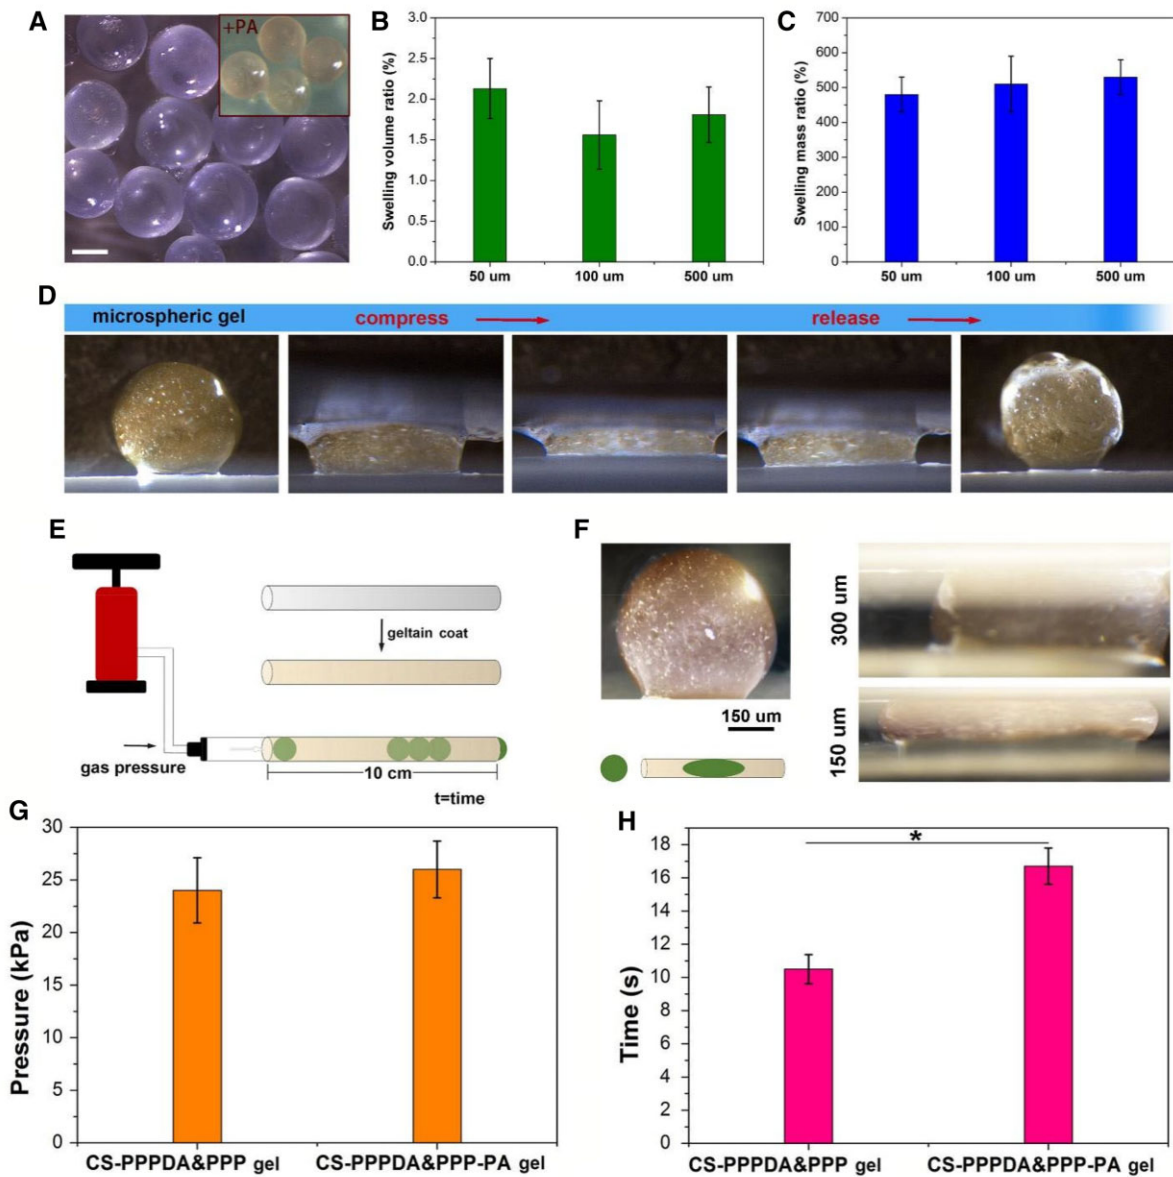 A
+PA
B
Swelling volume ratio (%)
3.0
2.5
2.0
1.5
1.0
0.5
0.0
50 um
100 um
500 um
C
Swelling mass ratio (%)
700
600
500
400
300
200
100
0
50 um
100 um
500 um
D
microspheric gel
compress
release
E
geltain coat
gas pressure
10 cm
t=time
F
150 um
300 um
150 um
G
Pressure (kPa)
30
25
20
15
10
5
0
CS-PPPDA&PPP gel
CS-PPPDA&PPP-PA gel
H
Time (s)
18
16
14
12
10
8
6
4
2
0
*
CS-PPPDA&PPP gel
CS-PPPDA&PPP-PA gel